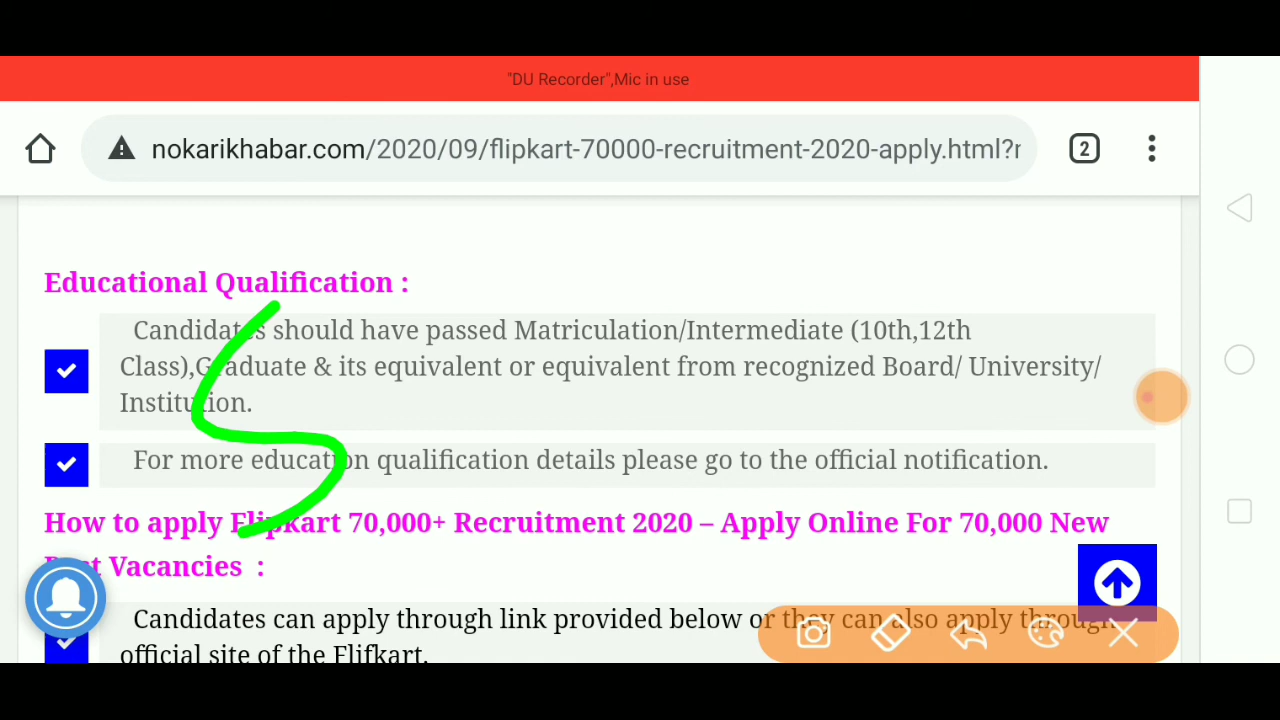 "DU Recorder",Mic in use
nokarikhabar.com/2020/09/flipkart-70000-recruitment-2020-apply.html?r
2
Educational Qualification :
Candidates should have passed Matriculation/Intermediate (10th,12th
Class),Graduate & its equivalent or equivalent from recognized Board/ University/
Institution.
For more education qualification details please go to the official notification.
How to apply Flipkart 70,000+ Recruitment 2020 – Apply Online For 70,000 New
Post Vacancies :
Candidates can apply through link provided below or they can also apply through
official site of the Flifkart.